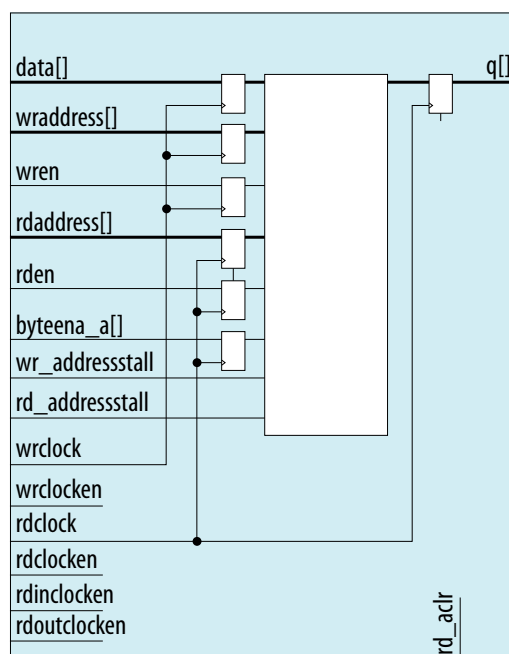 data[]
q[]
wraddress[]
wren
rdaddress[]
rden
byteena_a[]
wr_addressstall
rd_addressstall
wrclock
wrclocken
rdclock
rdclocken
rdinclocken
rdoutclocken
rd_aclr